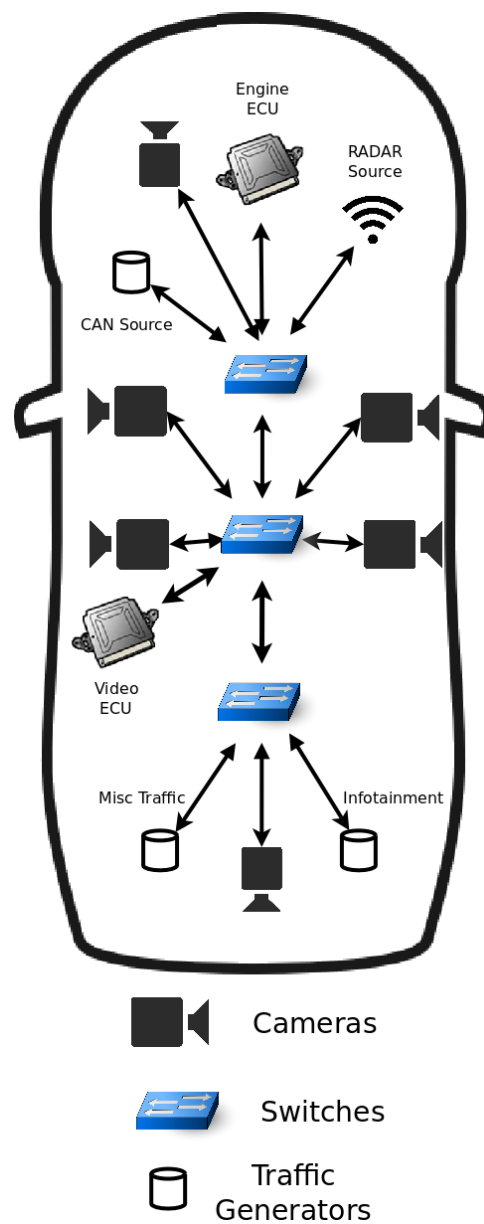 Engine
ECU
RADAR
Source
CAN Source
Video
ECU
Misc Traffic
Infotainment
Cameras
Switches
Traffic
Generators